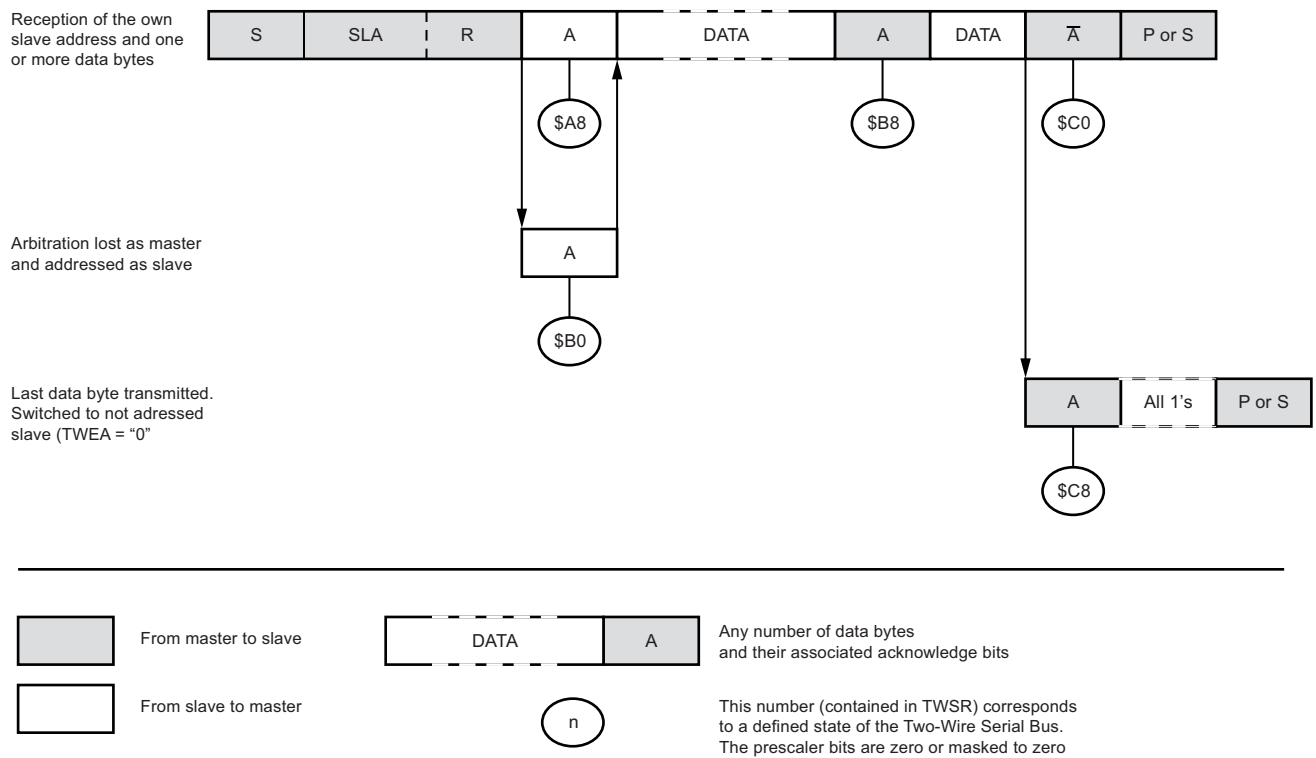 Reception of the own
slave address and one
or more data bytes
S SLA R A DATA A DATA A̅ P or S
$A8 $B8 $C0
Arbitration lost as master
and addressed as slave
A
$B0
Last data byte transmitted.
Switched to not adressed
slave (TWEA = “0”
A All 1's P or S
$C8
From master to slave
DATA A
Any number of data bytes
and their associated acknowledge bits
From slave to master
n
This number (contained in TWSR) corresponds
to a defined state of the Two-Wire Serial Bus.
The prescaler bits are zero or masked to zero